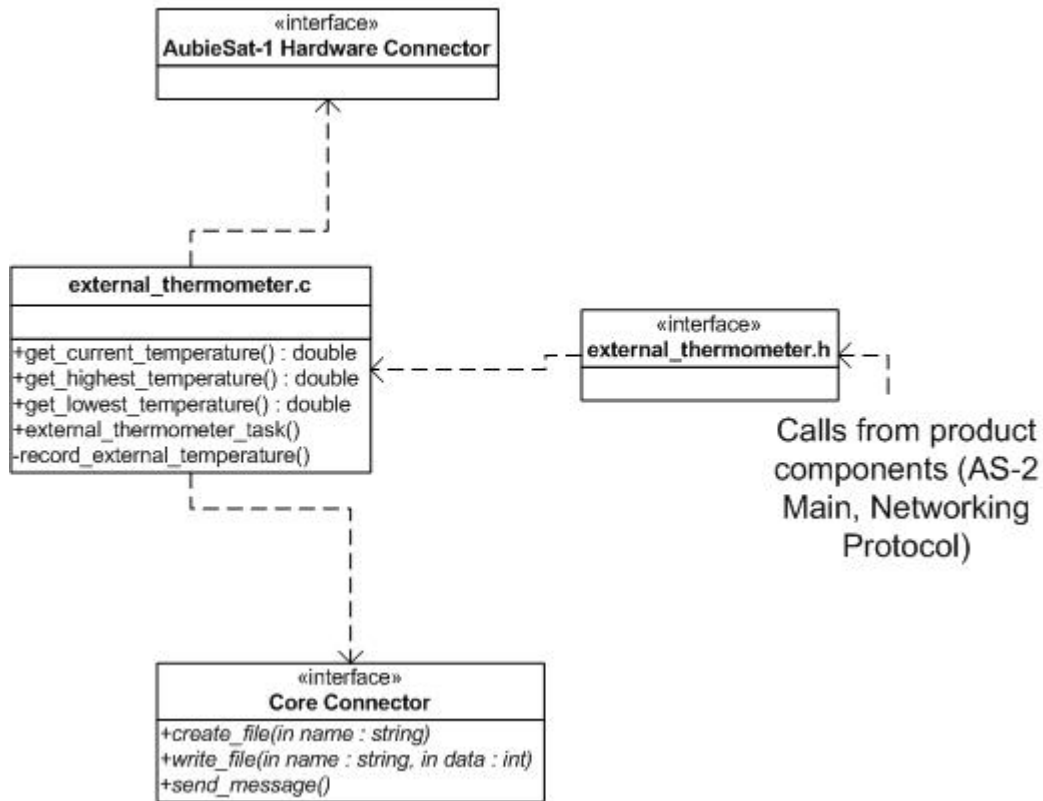 «interface»
AubieSat-1 Hardware Connector
external_thermometer.c
+get_current_temperature() : double
+get_highest_temperature() : double
+get_lowest_temperature() : double
+external_thermometer_task()
-record_external_temperature()
«interface»
external_thermometer.h
Calls from product
components (AS-2
Main, Networking
Protocol)
«interface»
Core Connector
+create_file(in name : string)
+write_file(in name : string, in data : int)
+send_message()